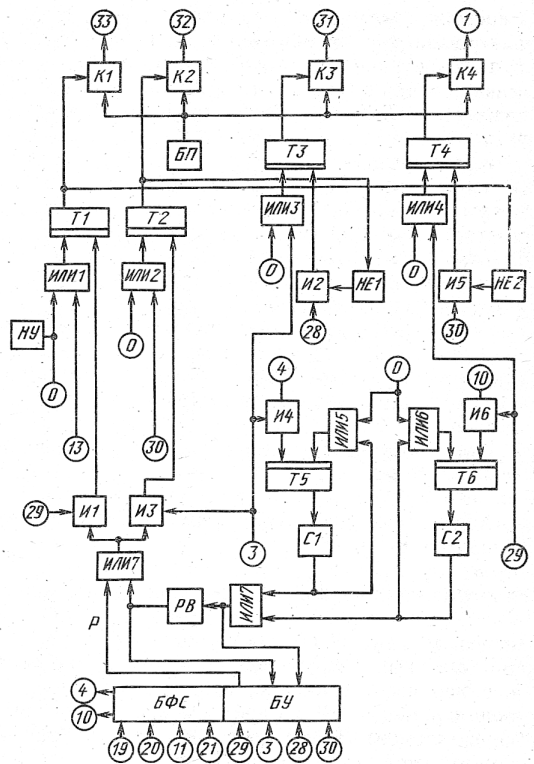 33 32 31 1
К1 К2 К3 К4
БП
Т3 Т4
Т1 Т2 ИЛИ3 ИЛИ4
ИЛИ1 ИЛИ2 0 И2 НЕ1 0 И5 НЕ2
НУ 0 28 30
0 4 0 10
13 30 И4 ИЛИ5 ИЛИ6 И6
Т5 Т6
29 И1 И3 С1 С2
3 29
ИЛИ7
Р РВ ИЛИ7
4 БФС БУ
10
19 20 11 21 29 3 28 30